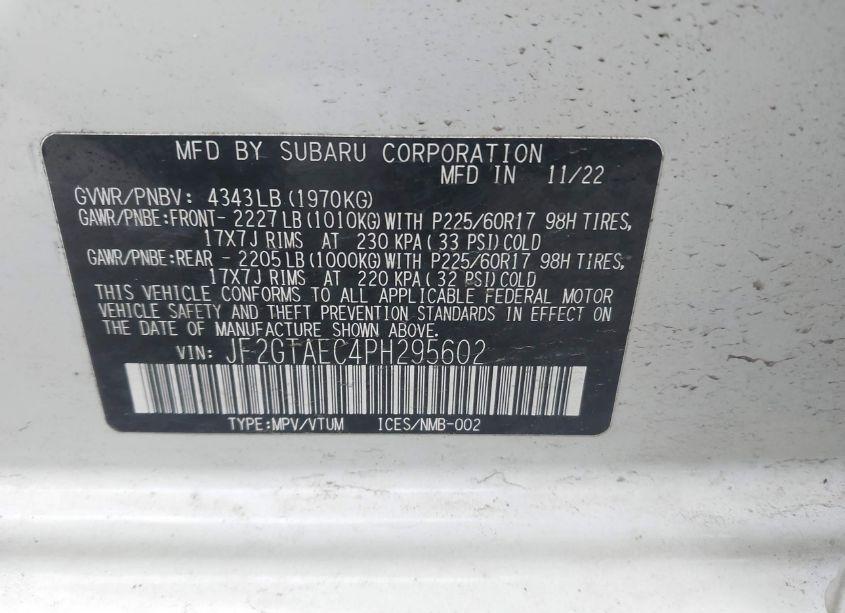 MFD BY SUBARU CORPORATION
MFD IN 11/22
GVWR/PNBV: 4343LB(1970KG)
GAWR/PNBE:FRONT- 2227LB(1010KG)WITH P225/60R17 98H TIRES,
17X7J RIMS AT 230 KPA( 33 PSI)COLD
GAWR/PNBE:REAR - 2205LB(1000KG)WITH P225/60R17 98H TIRES,
17X7J RIMS AT 220 KPA( 32 PSI)COLD
THIS VEHICLE CONFORMS TO ALL APPLICABLE FEDERAL MOTOR
VEHICLE SAFETY AND THEFT PREVENTION STANDARDS IN EFFECT ON
THE DATE OF MANUFACTURE SHOWN ABOVE.
VIN: JF2GTAEC4PH295602
TYPE:MPV/VTUM ICES/NMB-002